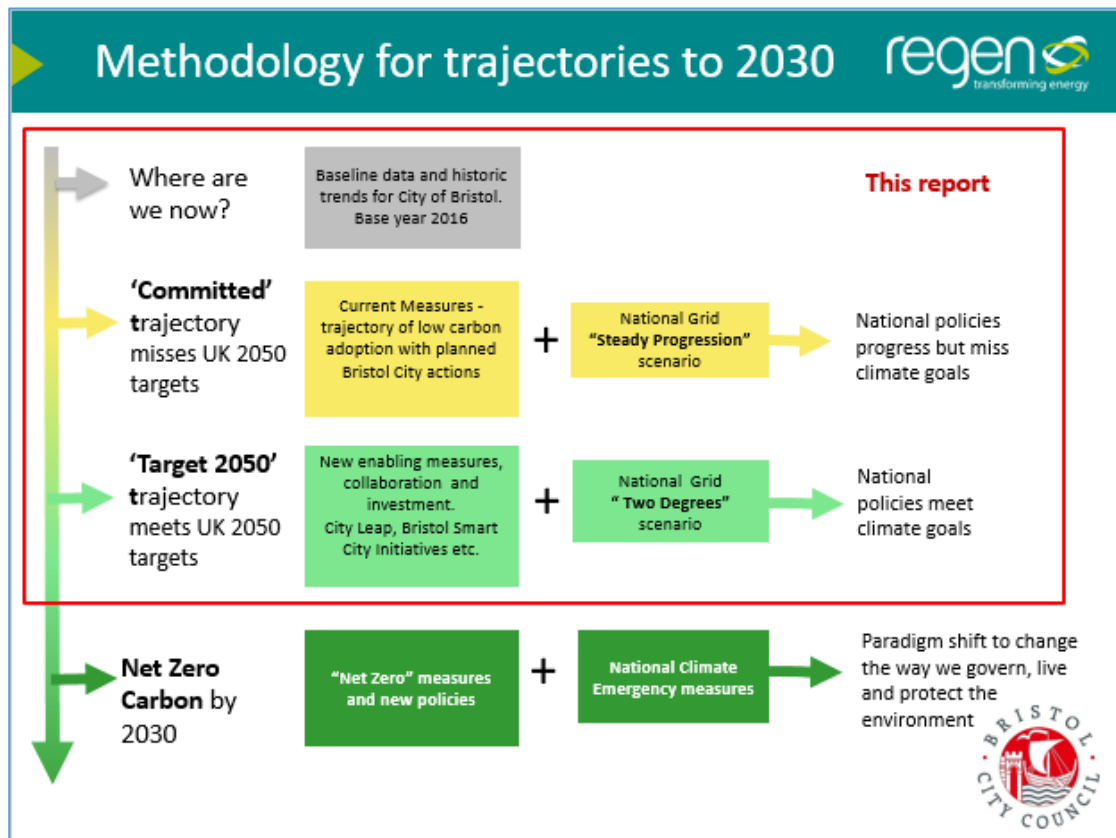 Methodology for trajectories to 2030
regen
transforming energy
Where are
we now?
Baseline data and historic
trends for City of Bristol.
Base year 2016
This report
‘Committed’
trajectory
misses UK 2050
targets
Current Measures -
trajectory of low carbon
adoption with planned
Bristol City actions
+
National Grid
“Steady Progression”
scenario
National policies
progress but miss
climate goals
‘Target 2050’
trajectory
meets UK 2050
targets
New enabling measures,
collaboration and
investment.
City Leap, Bristol Smart
City Initiatives etc.
+
National Grid
“ Two Degrees”
scenario
National
policies meet
climate goals
Net Zero
Carbon by
2030
“Net Zero” measures
and new policies
+
National Climate
Emergency measures
Paradigm shift to change
the way we govern, live
and protect the
environment
BRISTOL
CITY COUNCIL